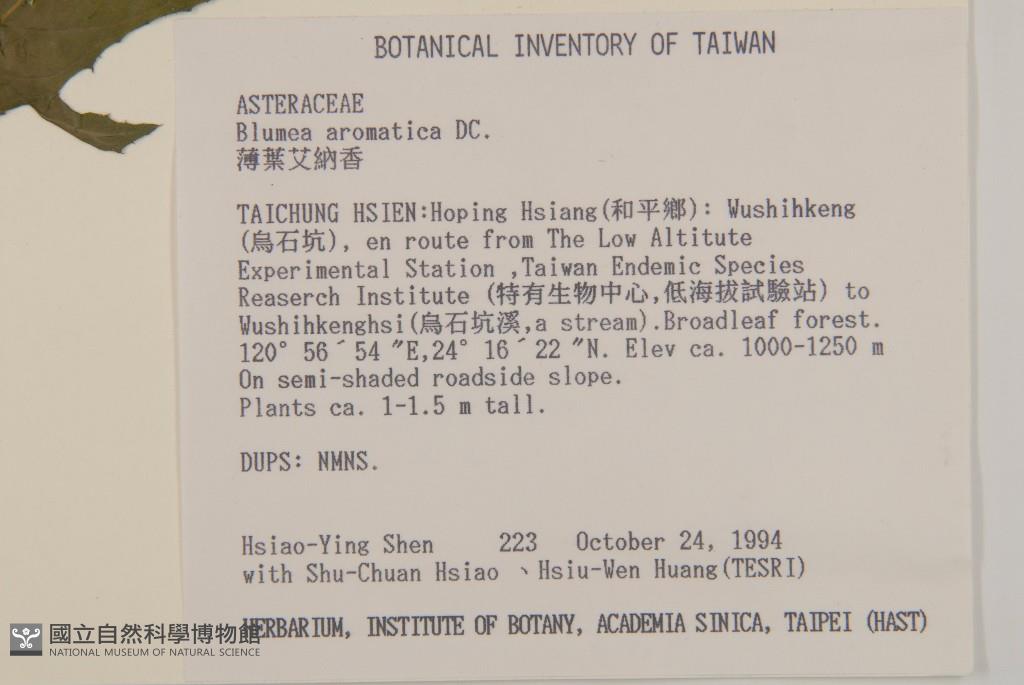 BOTANICAL INVENTORY OF TAIWAN
ASTERACEAE
Blumea aromatica DC.
薄葉艾納香
TAICHUNG HSIEN:Hoping Hsiang(和平鄉): Wushihkeng
(烏石坑), en route from The Low Altitute
Experimental Station ,Taiwan Endemic Species
Reaserch Institute (特有生物中心,低海拔試驗站) to
Wushihkenghsi(烏石坑溪,a stream).Broadleaf forest.
120° 56ˊ54 ″E,24° 16ˊ22 ″N. Elev ca. 1000-1250 m
On semi-shaded roadside slope.
Plants ca. 1-1.5 m tall.
DUPS: NMNS.
Hsiao-Ying Shen 223 October 24, 1994
with Shu-Chuan Hsiao 、Hsiu-Wen Huang(TESRI)
HERBARIUM, INSTITUTE OF BOTANY, ACADEMIA SINICA, TAIPEI (HAST)
國立自然科學博物館
NATIONAL MUSEUM OF NATURAL SCIENCE